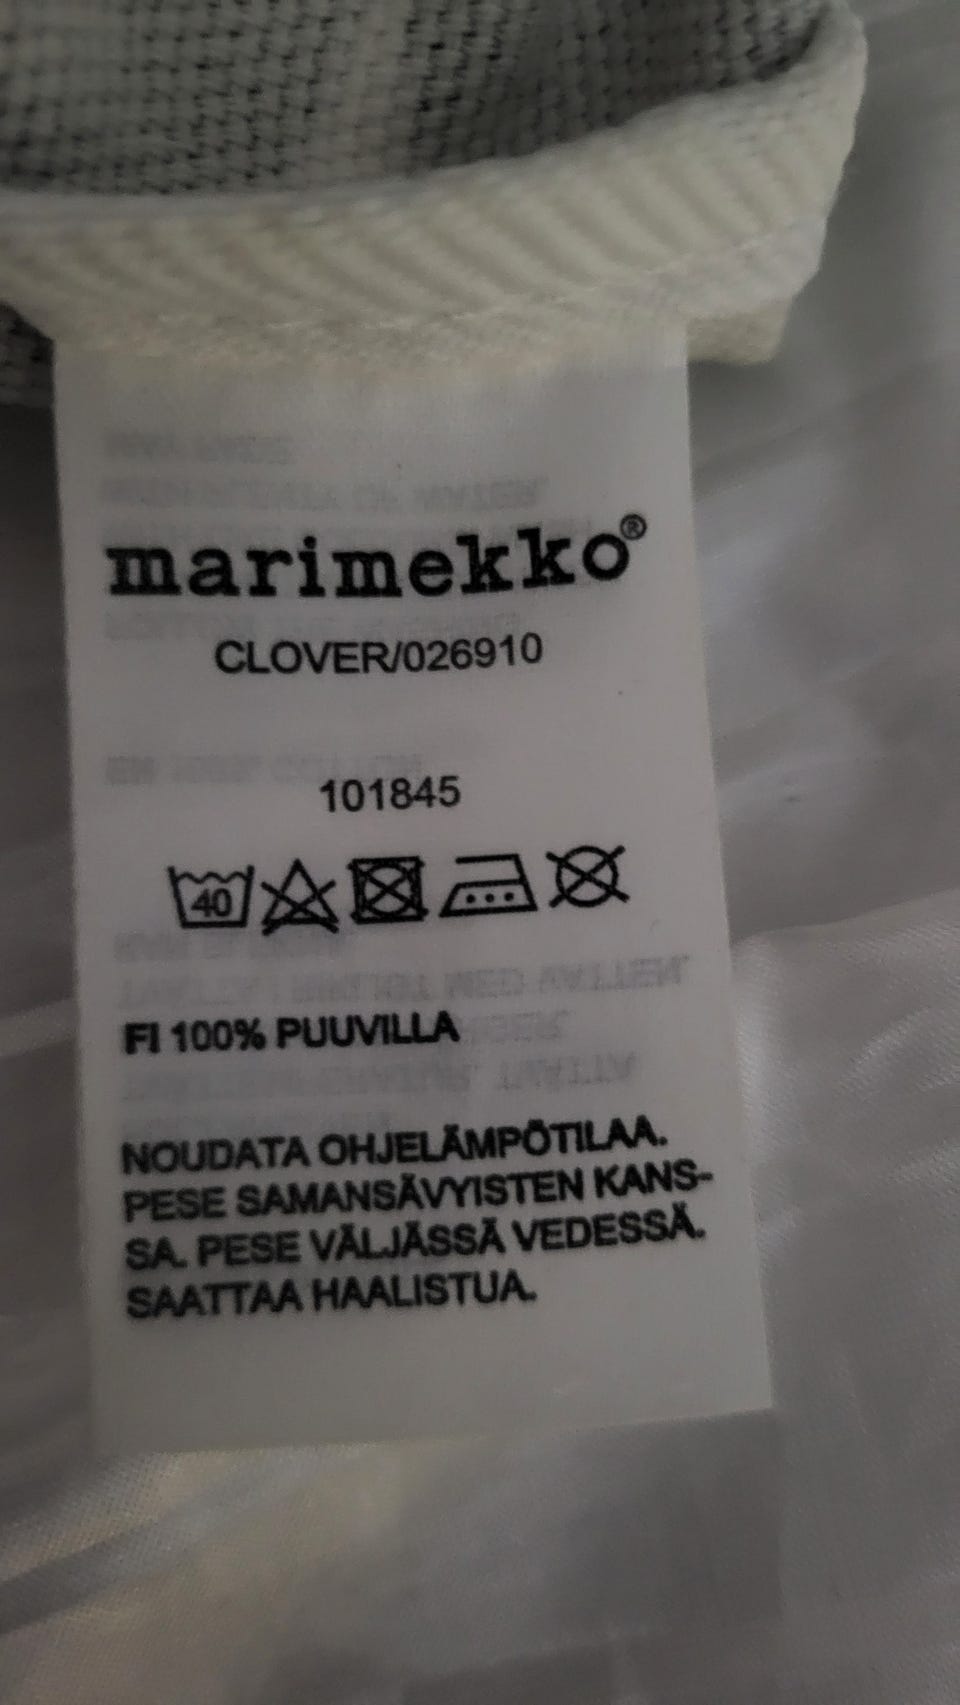 marimekko®
CLOVER/026910
101845
40
FI 100% PUUVILLA
NOUDATA OHJELÄMPÖTILAA.
PESE SAMANSÄVYISTEN KANS-
SA. PESE VÄLJÄSSÄ VEDESSÄ.
SAATTAA HAALISTUA.